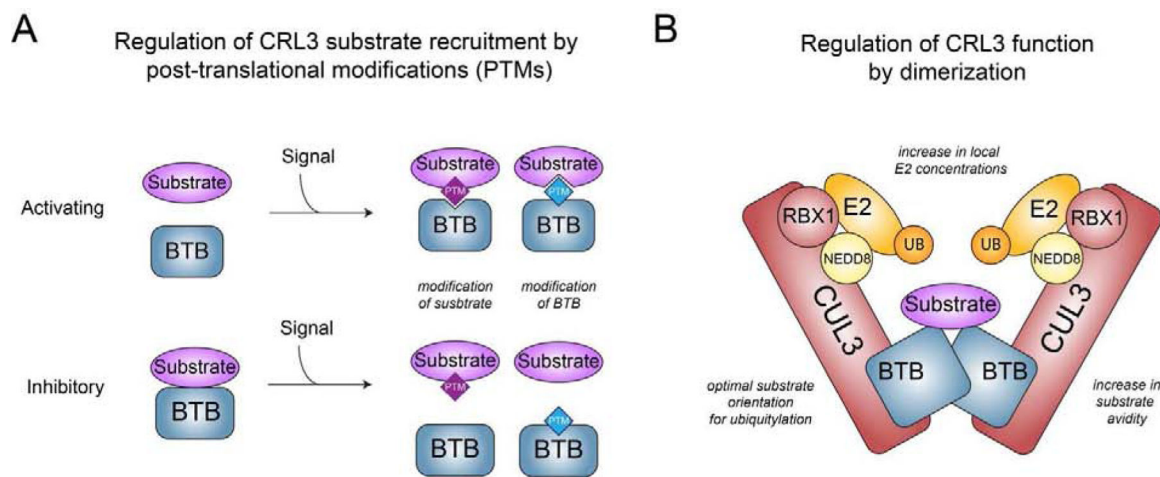 A
Regulation of CRL3 substrate recruitment by
post-translational modifications (PTMs)
Activating
Substrate
BTB
Signal
Substrate
PTM
BTB
Substrate
PTM
BTB
modification
of susbtrate
modification
of BTB
Inhibitory
Substrate
BTB
Signal
Substrate
PTM
BTB
Substrate
PTM
BTB
B
Regulation of CRL3 function
by dimerization
increase in local
E2 concentrations
RBX1
E2
UB
NEDD8
CUL3
UB
E2
RBX1
NEDD8
CUL3
Substrate
BTB
BTB
optimal substrate
orientation
for ubiquitylation
increase in
substrate
avidity